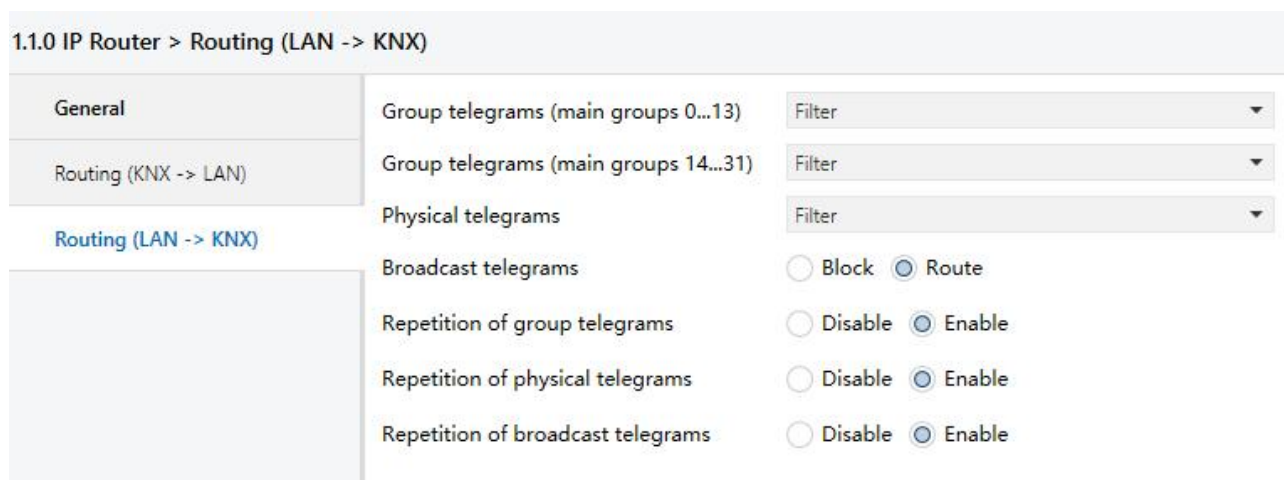 1.1.0 IP Router > Routing (LAN -> KNX)
General
Routing (KNX -> LAN)
Routing (LAN -> KNX)
Group telegrams (main groups 0...13) Filter
Group telegrams (main groups 14...31) Filter
Physical telegrams Filter
Broadcast telegrams Block Route
Repetition of group telegrams Disable Enable
Repetition of physical telegrams Disable Enable
Repetition of broadcast telegrams Disable Enable